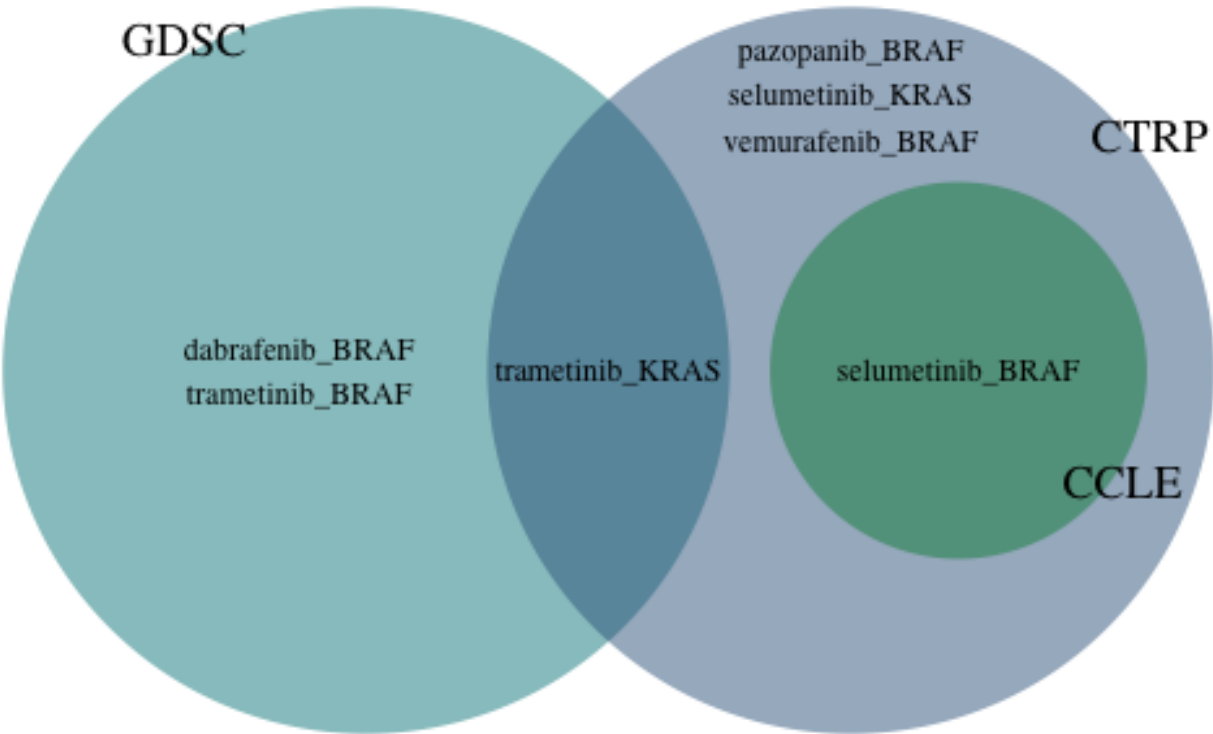 GDSC
pazopanib_BRAF
selumetinib_KRAS
vemurafenib_BRAF
CTRP
dabrafenib_BRAF
trametinib_BRAF
trametinib_KRAS
selumetinib_BRAF
CCLE